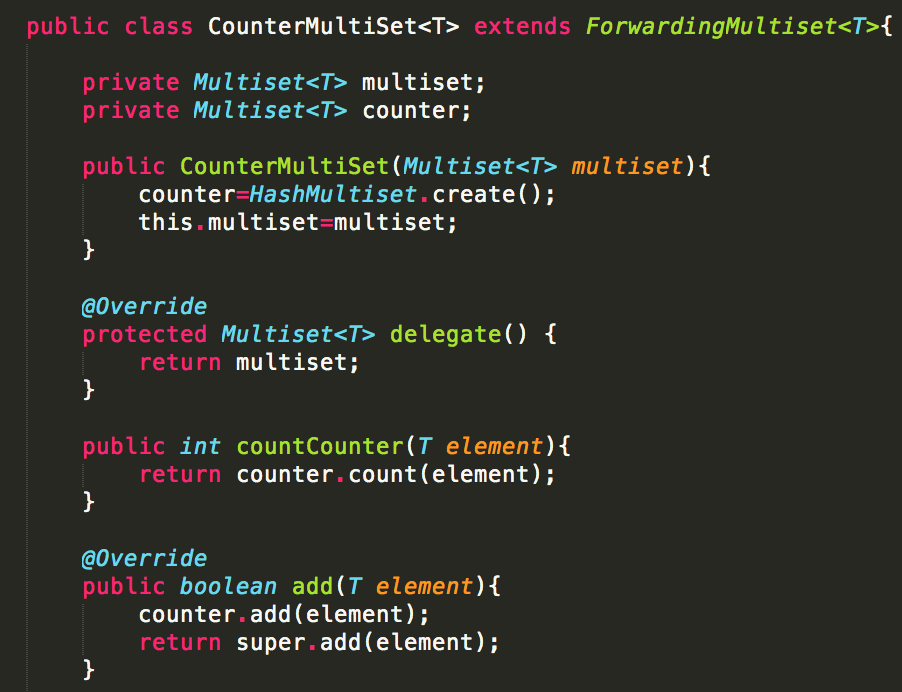 public class CounterMultiSet<T> extends ForwardingMultiset<T>{
private Multiset<T> multiset;
private Multiset<T> counter;
public CounterMultiSet(Multiset<T> multiset){
counter=HashMultiset.create();
this.multiset=multiset;
}
@Override
protected Multiset<T> delegate() {
return multiset;
}
public int countCounter(T element){
return counter.count(element);
}
@Override
public boolean add(T element){
counter.add(element);
return super.add(element);
}